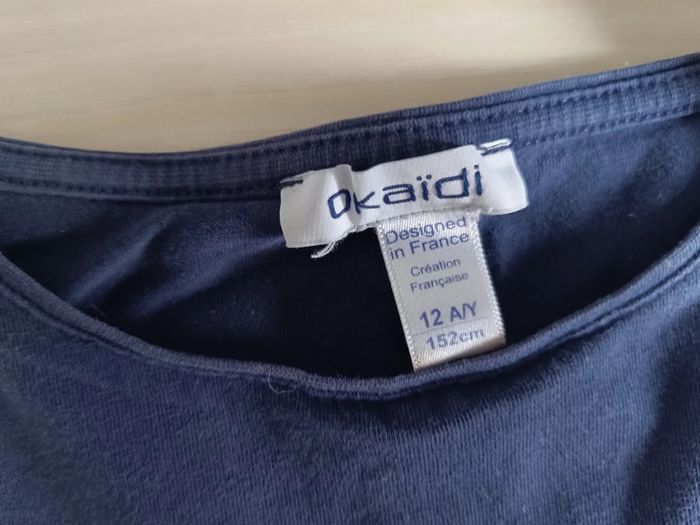 Okaïdi
Designed
in France
Création
Française
12 A/Y
152cm